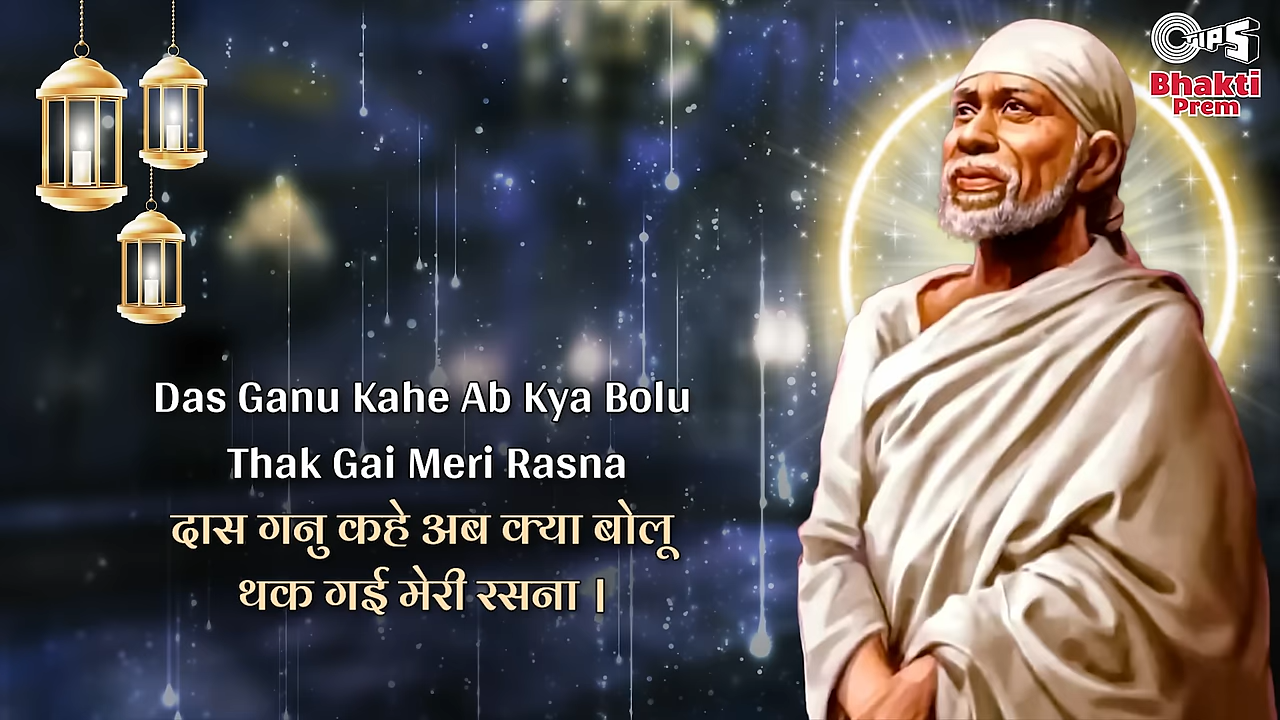 TIPS
Bhakti
Prem
Das Ganu Kahe Ab Kya Bolu
Thak Gai Meri Rasna
दास गनु कहे अब क्या बोलू
थक गई मेरी रसना ।